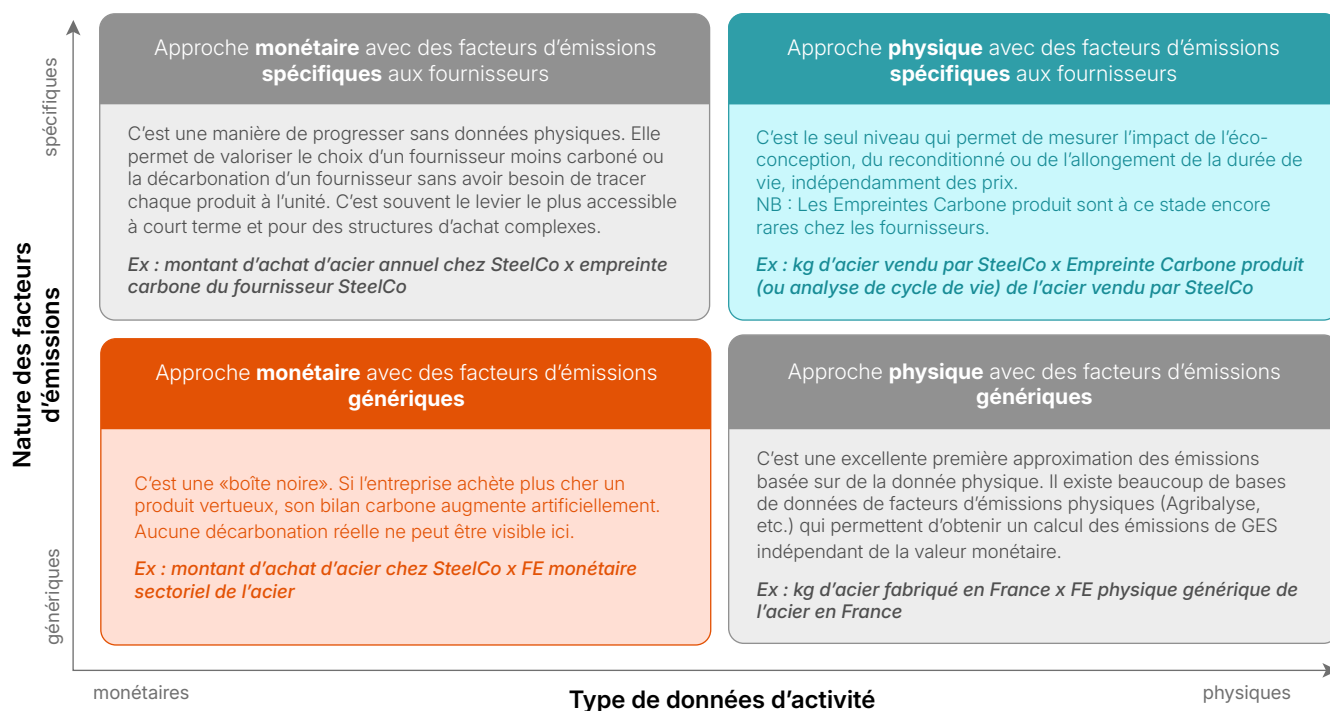 Nature des facteurs
d’émissions
spécifiques
génériques
Approche monétaire avec des facteurs d’émissions
spécifiques aux fournisseurs
C’est une manière de progresser sans données physiques. Elle
permet de valoriser le choix d’un fournisseur moins carboné ou
la décarbonation d’un fournisseur sans avoir besoin de tracer
chaque produit à l’unité. C’est souvent le levier le plus accessible
à court terme et pour des structures d’achat complexes.
Ex : montant d’achat d’acier annuel chez SteelCo x empreinte
carbone du fournisseur SteelCo
Approche physique avec des facteurs d’émissions
spécifiques aux fournisseurs
C’est le seul niveau qui permet de mesurer l’impact de l’éco-
conception, du reconditionné ou de l’allongement de la durée de
vie, indépendamment des prix.
NB : Les Empreintes Carbone produit sont à ce stade encore
rares chez les fournisseurs.
Ex : kg d’acier vendu par SteelCo x Empreinte Carbone produit
(ou analyse de cycle de vie) de l’acier vendu par SteelCo
Approche monétaire avec des facteurs d’émissions
génériques
C’est une «boîte noire». Si l’entreprise achète plus cher un
produit vertueux, son bilan carbone augmente artificiellement.
Aucune décarbonation réelle ne peut être visible ici.
Ex : montant d’achat d’acier chez SteelCo x FE monétaire
sectoriel de l’acier
Approche physique avec des facteurs d’émissions
génériques
C’est une excellente première approximation des émissions
basée sur de la donnée physique. Il existe beaucoup de bases
de données de facteurs d’émissions physiques (Agribalyse,
etc.) qui permettent d’obtenir un calcul des émissions de GES
indépendant de la valeur monétaire.
Ex : kg d’acier fabriqué en France x FE physique générique de
l’acier en France
monétaires
Type de données d’activité
physiques